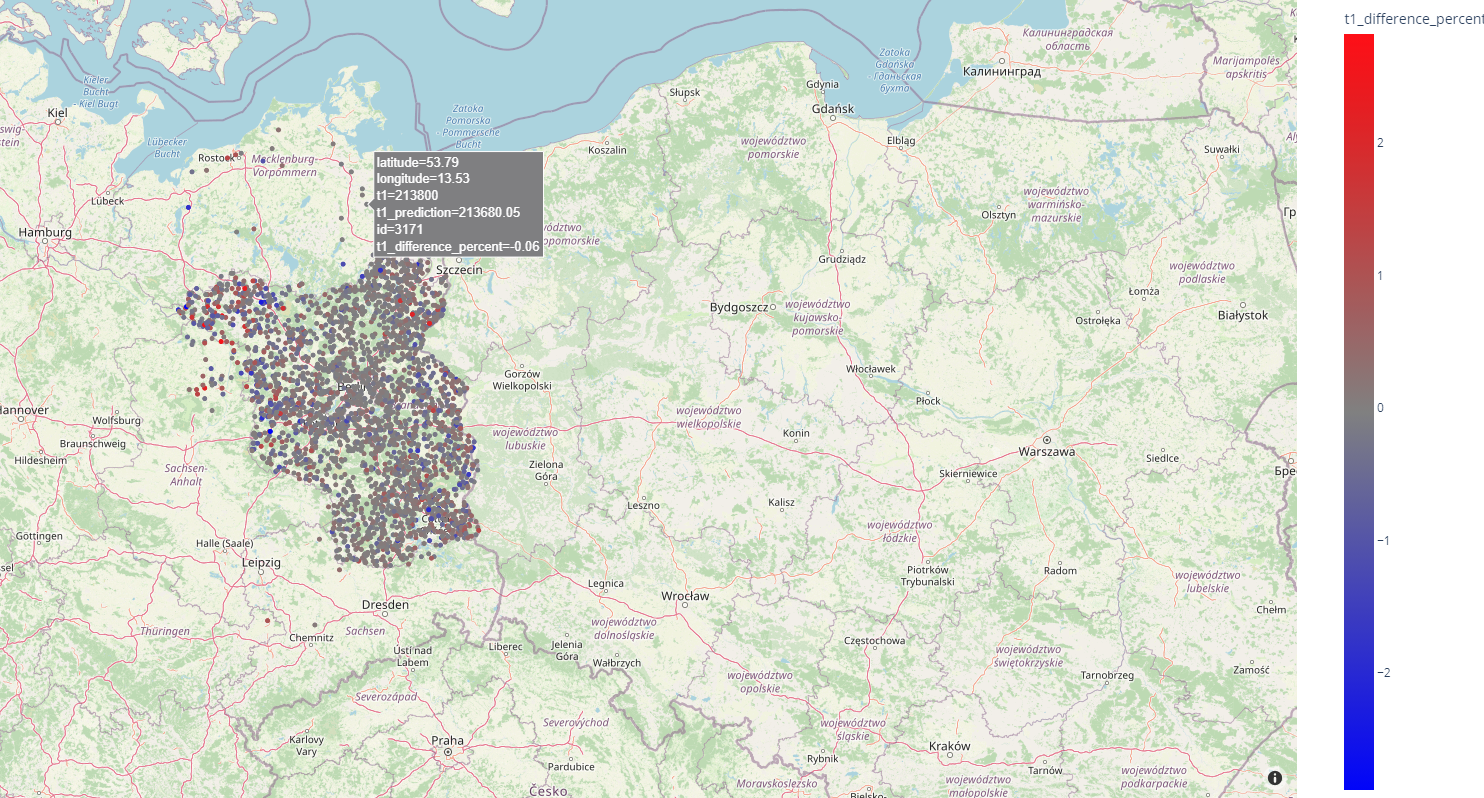 t1_difference_percent
2
1
0
−1
−2
latitude=53.79
longitude=13.53
t1=213800
t1_prediction=213680.05
id=3171
t1_difference_percent=-0.06
Kieler
Bucht
- Kiel Bugt
Kiel
Lübecker
Bucht
Rostock
Mecklenburg-
Vorpommern
Lübeck
Hamburg
Zatoka
Pomorska
- Pommersche
Bucht
Koszalin
Słupsk
Gdynia
Gdańsk
Zatoka
Gdańska
- Гданьская
бухта
Калининградская
область
Калининград
Marijampolės
apskritis
Elbląg
Suwałki
województwo
pomorskie
województwo
warmińsko-
mazurskie
Olsztyn
Szczecin
Grudziądz
województwo
podlaskie
Łomża
Białystok
Ostrołęka
Bydgoszcz
województwo
kujawsko-
pomorskie
Gorzów
Wielkopolski
Włocławek
Płock
Wolfsburg
Braunschweig
Hildesheim
Sachsen-
Anhalt
województwo
wielkopolskie
województwo
lubuskie
Konin
Warszawa
Siedlce
Skierniewice
Zielona
Góra
Leszno
Kalisz
województwo
łódzkie
Göttingen
Halle (Saale)
Leipzig
Radom
Piotrków
Trybunalski
województwo
lubelskie
Chełm
Legnica
Wrocław
Dresden
Thüringen
Sachsen
Chemnitz
województwo
dolnośląskie
Ústí nad
Labem
Liberec
Jelenia
Góra
Wałbrzych
Częstochowa
województwo
świętokrzyskie
Tarnobrzeg
Zamość
województwo
opolskie
Severozápad
Severovýchod
Karlovy
Vary
Praha
województwo
śląskie
Kraków
Rybnik
Tarnów
Pardubice
Moravskoslezsko
województwo
małopolskie
województwo
podkarpackie
Česko